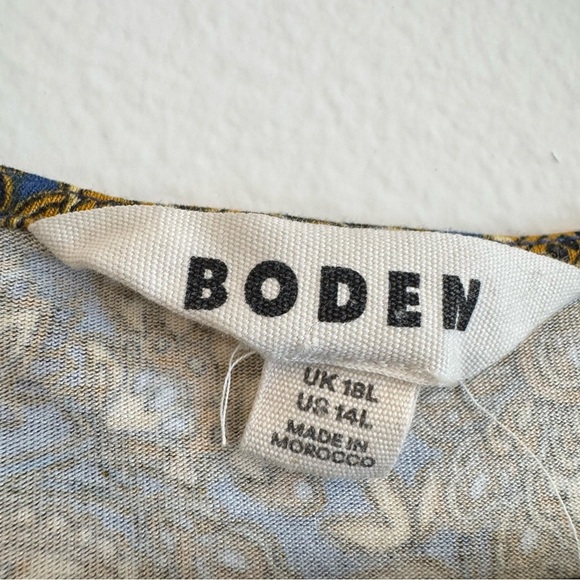 BODEN
UK 18L
US 14L
MADE IN
MOROCCO